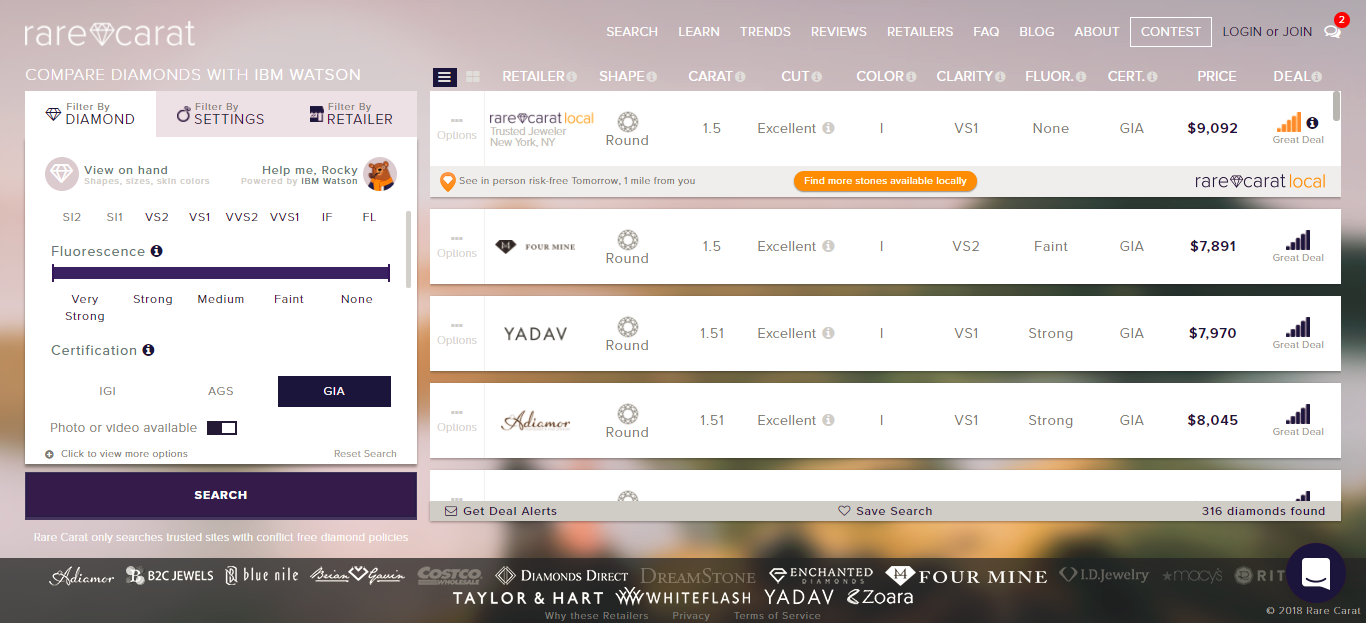 rare carat
SEARCH LEARN TRENDS REVIEWS RETAILERS FAQ BLOG ABOUT CONTEST LOGIN or JOIN 2
COMPARE DIAMONDS WITH IBM WATSON
Filter By DIAMOND
Filter By SETTINGS
Filter By RETAILER
View on hand
Shapes, sizes, skin colors
Help me, Rocky
Powered by IBM Watson
SI2 SI1 VS2 VS1 VVS2 VVS1 IF FL
Fluorescence
Very Strong Strong Medium Faint None
Certification
IGI AGS GIA
Photo or video available
Click to view more options Reset Search
SEARCH
Rare Carat only searches trusted sites with conflict free diamond policies
RETAILER SHAPE CARAT CUT COLOR CLARITY FLUOR. CERT. PRICE DEAL
Options rare carat local Trusted Jeweler New York, NY Round 1.5 Excellent I VS1 None GIA $9,092 Great Deal
See in person risk-free Tomorrow, 1 mile from you Find more stones available locally rare carat local
Options FOUR MINE Round 1.5 Excellent I VS2 Faint GIA $7,891 Great Deal
Options YADAV Round 1.51 Excellent I VS1 Strong GIA $7,970 Great Deal
Options Adiamor Round 1.51 Excellent I VS1 Strong GIA $8,045 Great Deal
Get Deal Alerts Save Search 316 diamonds found
Adiamor B2C JEWELS blue nile Brian Gavin COSTCO WHOLESALE DIAMONDS DIRECT DREAMSTONE ENCHANTED DIAMONDS FOUR MINE I.D.Jewelry macy's RIT
TAYLOR & HART WHITEFLASH YADAV Zoara
Why these Retailers Privacy Terms of Service
© 2018 Rare Carat